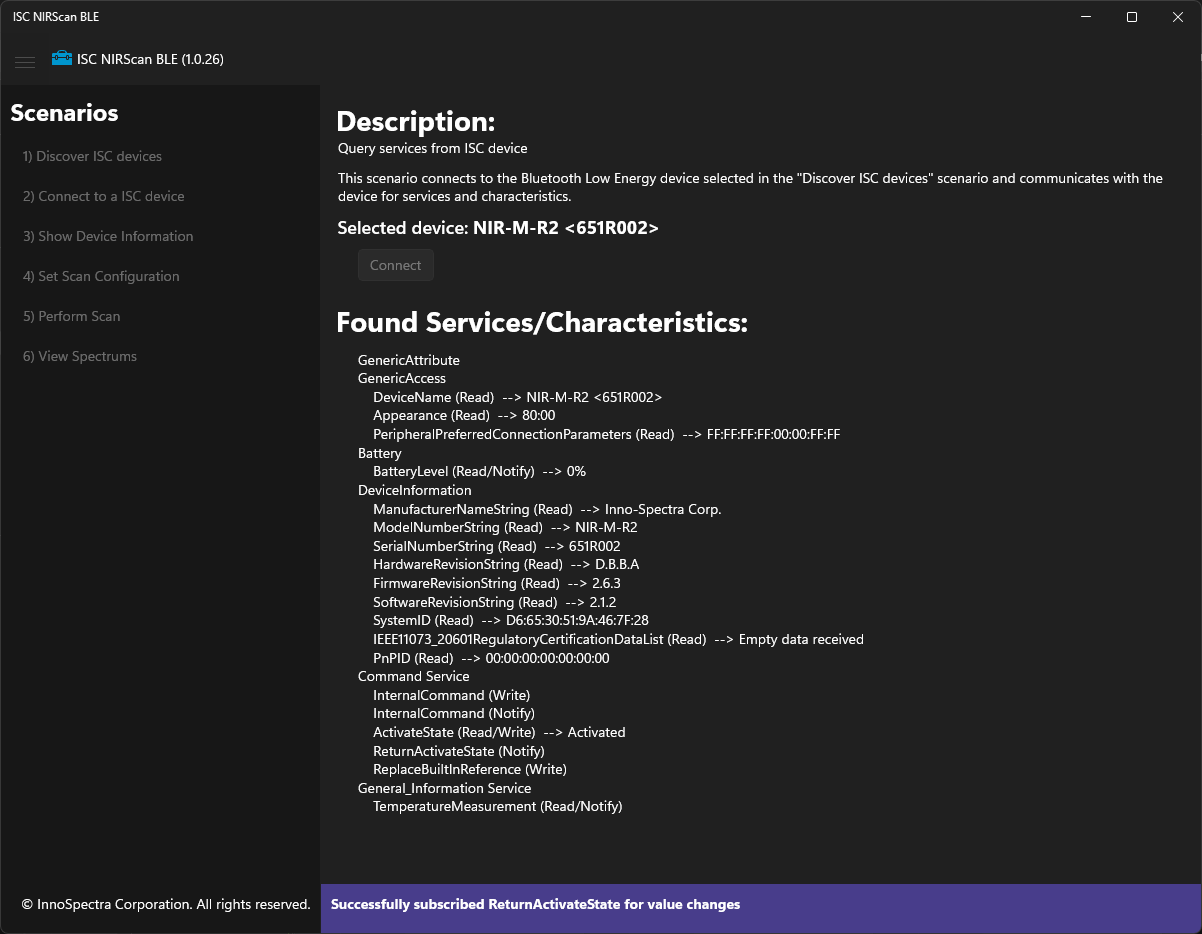 ISC NIRScan BLE
ISC NIRScan BLE (1.0.26)
Scenarios
1) Discover ISC devices
2) Connect to a ISC device
3) Show Device Information
4) Set Scan Configuration
5) Perform Scan
6) View Spectrums
© InnoSpectra Corporation. All rights reserved.
Description:
Query services from ISC device
This scenario connects to the Bluetooth Low Energy device selected in the "Discover ISC devices" scenario and communicates with the
device for services and characteristics.
Selected device: NIR-M-R2 <651R002>
Connect
Found Services/Characteristics:
GenericAttribute
GenericAccess
DeviceName (Read) --> NIR-M-R2 <651R002>
Appearance (Read) --> 80:00
PeripheralPreferredConnectionParameters (Read) --> FF:FF:FF:FF:00:00:FF:FF
Battery
BatteryLevel (Read/Notify) --> 0%
DeviceInformation
ManufacturerNameString (Read) --> Inno-Spectra Corp.
ModelNumberString (Read) --> NIR-M-R2
SerialNumberString (Read) --> 651R002
HardwareRevisionString (Read) --> D.B.B.A
FirmwareRevisionString (Read) --> 2.6.3
SoftwareRevisionString (Read) --> 2.1.2
SystemID (Read) --> D6:65:30:51:9A:46:7F:28
IEEE11073_20601RegulatoryCertificationDataList (Read) --> Empty data received
PnPID (Read) --> 00:00:00:00:00:00:00
Command Service
InternalCommand (Write)
InternalCommand (Notify)
ActivateState (Read/Write) --> Activated
ReturnActivateState (Notify)
ReplaceBuiltInReference (Write)
General_Information Service
TemperatureMeasurement (Read/Notify)
Successfully subscribed ReturnActivateState for value changes